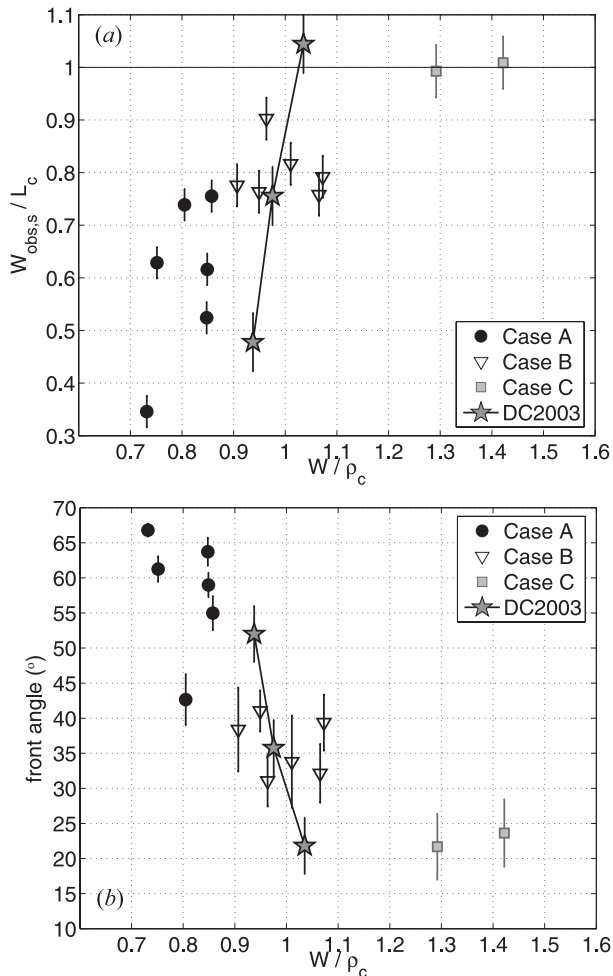 (a)
1.1
1
0.9
0.8
0.7
0.6
0.5
0.4
0.3
W_obs,s / L_c
0.7 0.8 0.9 1 1.1 1.2 1.3 1.4 1.5 1.6
W / ρ_c
Case A
Case B
Case C
DC2003
70
65
60
55
50
45
40
35
30
25
20
15
10
front angle (°)
Case A
Case B
Case C
DC2003
(b)
0.7 0.8 0.9 1 1.1 1.2 1.3 1.4 1.5 1.6
W / ρ_c